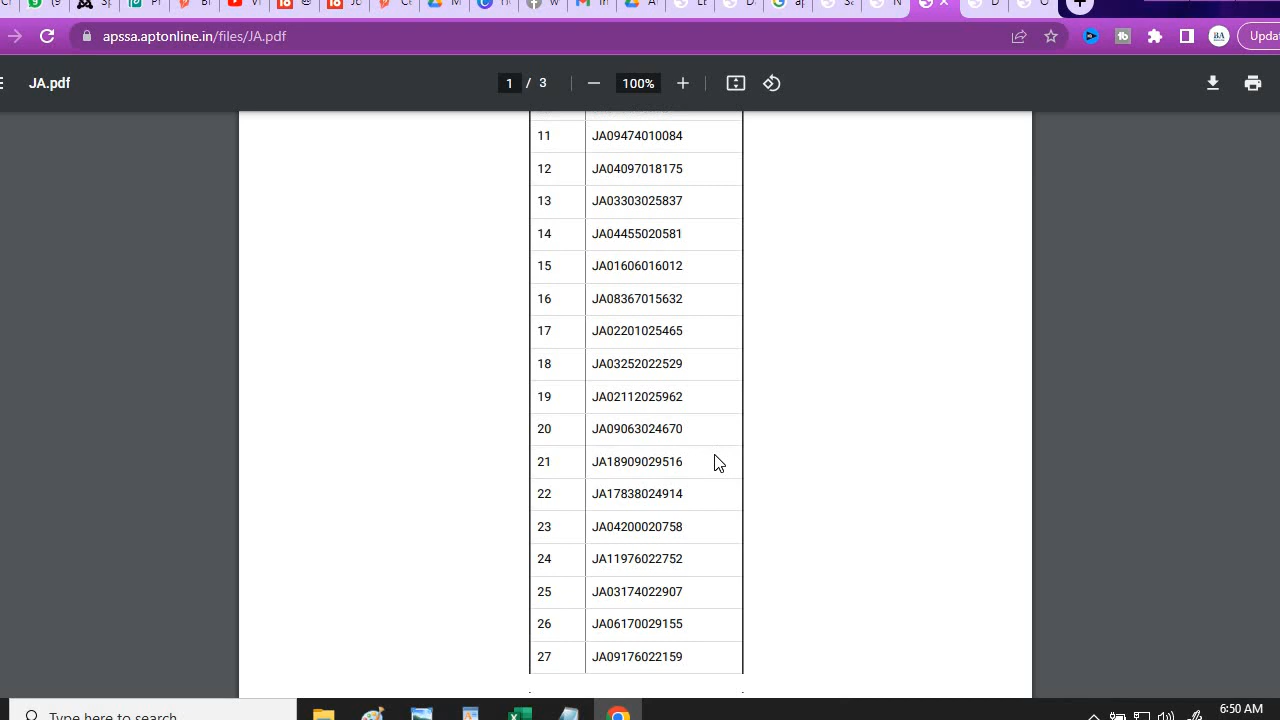 apssa.aptonline.in/files/JA.pdf
JA.pdf
1 / 3
100%
11 JA09474010084
12 JA04097018175
13 JA03303025837
14 JA04455020581
15 JA01606016012
16 JA08367015632
17 JA02201025465
18 JA03252022529
19 JA02112025962
20 JA09063024670
21 JA18909029516
22 JA17838024914
23 JA04200020758
24 JA11976022752
25 JA03174022907
26 JA06170029155
27 JA09176022159
Type here to search
6:50 AM